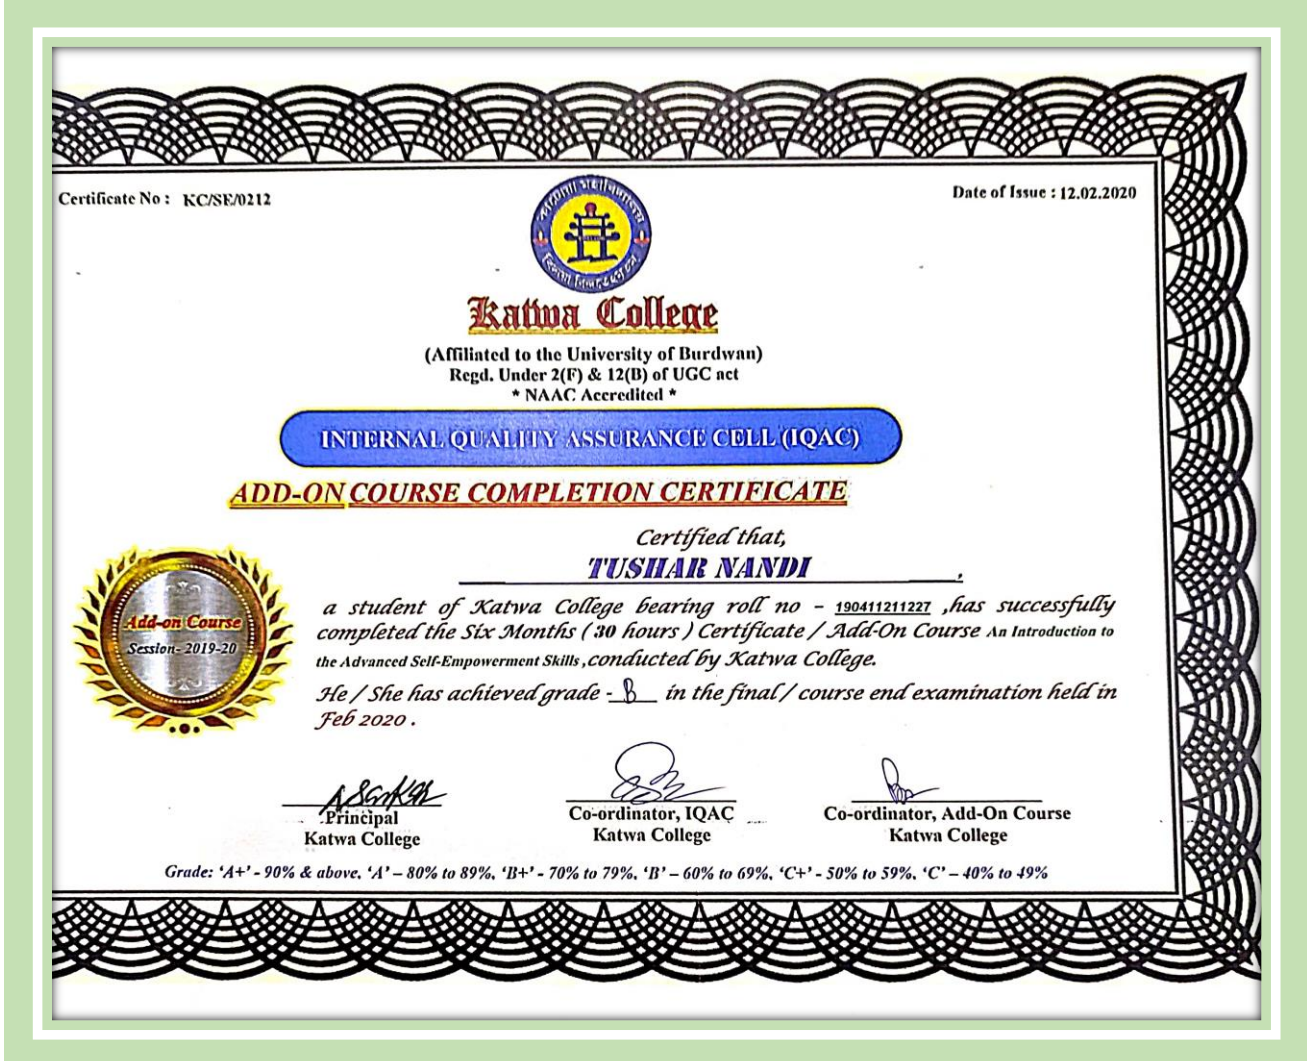 Certificate No : KC/SE/0212
Date of Issue : 12.02.2020
Katwa College
(Affiliated to the University of Burdwan)
Regd. Under 2(F) & 12(B) of UGC act
* NAAC Accredited *
INTERNAL QUALITY ASSURANCE CELL (IQAC)
ADD-ON COURSE COMPLETION CERTIFICATE
Certified that,
TUSHAR NANDI ,
Add-on Course
Session- 2019-20
a student of Katwa College bearing roll no - 190411211227 ,has successfully
completed the Six Months ( 30 hours ) Certificate / Add-On Course An Introduction to
the Advanced Self-Empowerment Skills ,conducted by Katwa College.
He / She has achieved grade - B in the final / course end examination held in
Feb 2020 .
Principal
Katwa College
Co-ordinator, IQAC
Katwa College
Co-ordinator, Add-On Course
Katwa College
Grade: ‘A+’ - 90% & above, ‘A’ – 80% to 89%, ‘B+’ - 70% to 79%, ‘B’ – 60% to 69%, ‘C+’ - 50% to 59%, ‘C’ – 40% to 49%